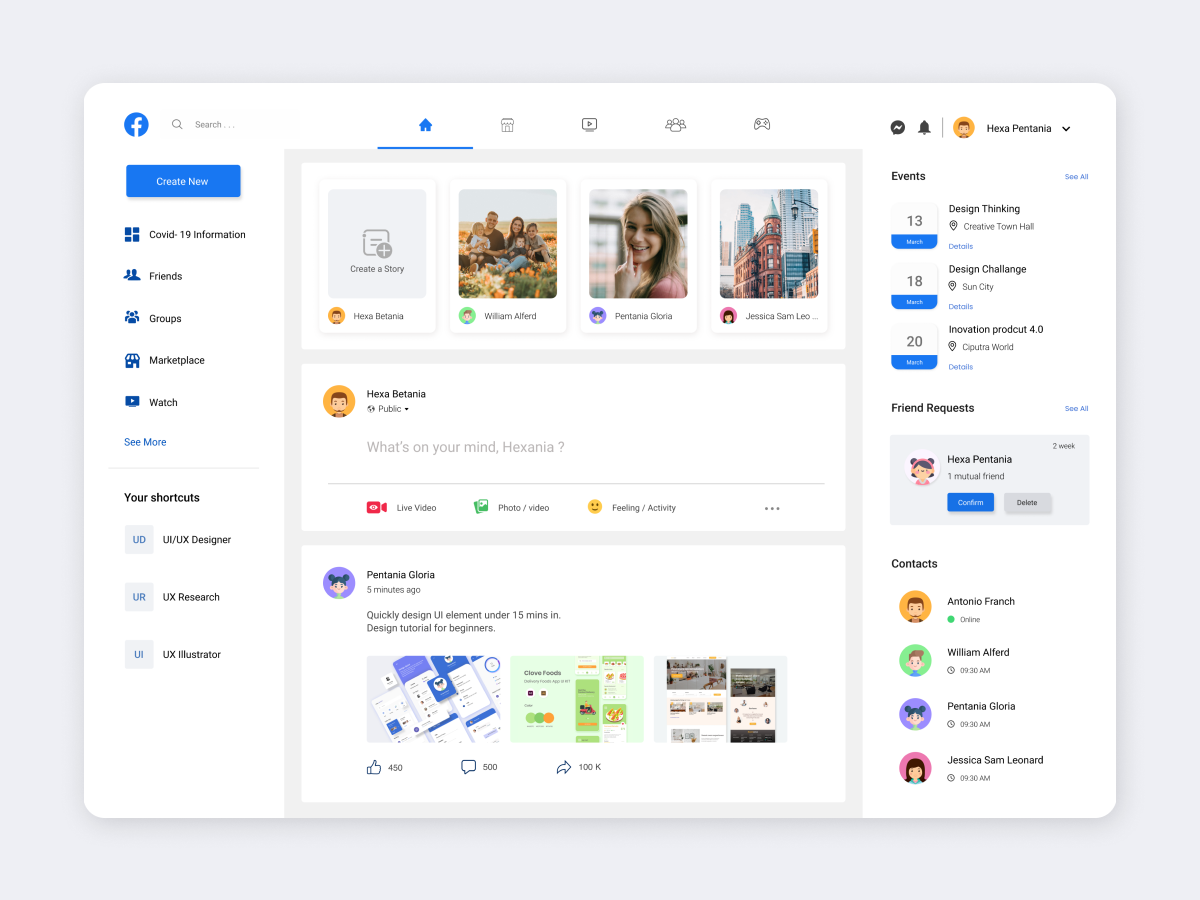 Search . . .
Hexa Pentania
Create New
Covid- 19 Information
Friends
Groups
Marketplace
Watch
See More
Your shortcuts
UD UI/UX Designer
UR UX Research
UI UX Illustrator
Create a Story
Hexa Betania
William Alferd
Pentania Gloria
Jessica Sam Leo ...
Hexa Betania
Public
What's on your mind, Hexania ?
Live Video
Photo / video
Feeling / Activity
Pentania Gloria
5 minutes ago
Quickly design UI element under 15 mins in.
Design tutorial for beginners.
Clove Foods
450
500
100 K
Events
See All
13
March
Design Thinking
Creative Town Hall
Details
18
March
Design Challange
Sun City
Details
20
March
Inovation prodcut 4.0
Ciputra World
Details
Friend Requests
See All
2 week
Hexa Pentania
1 mutual friend
Confirm
Delete
Contacts
Antonio Franch
Online
William Alferd
09:30 AM
Pentania Gloria
09:30 AM
Jessica Sam Leonard
09:30 AM